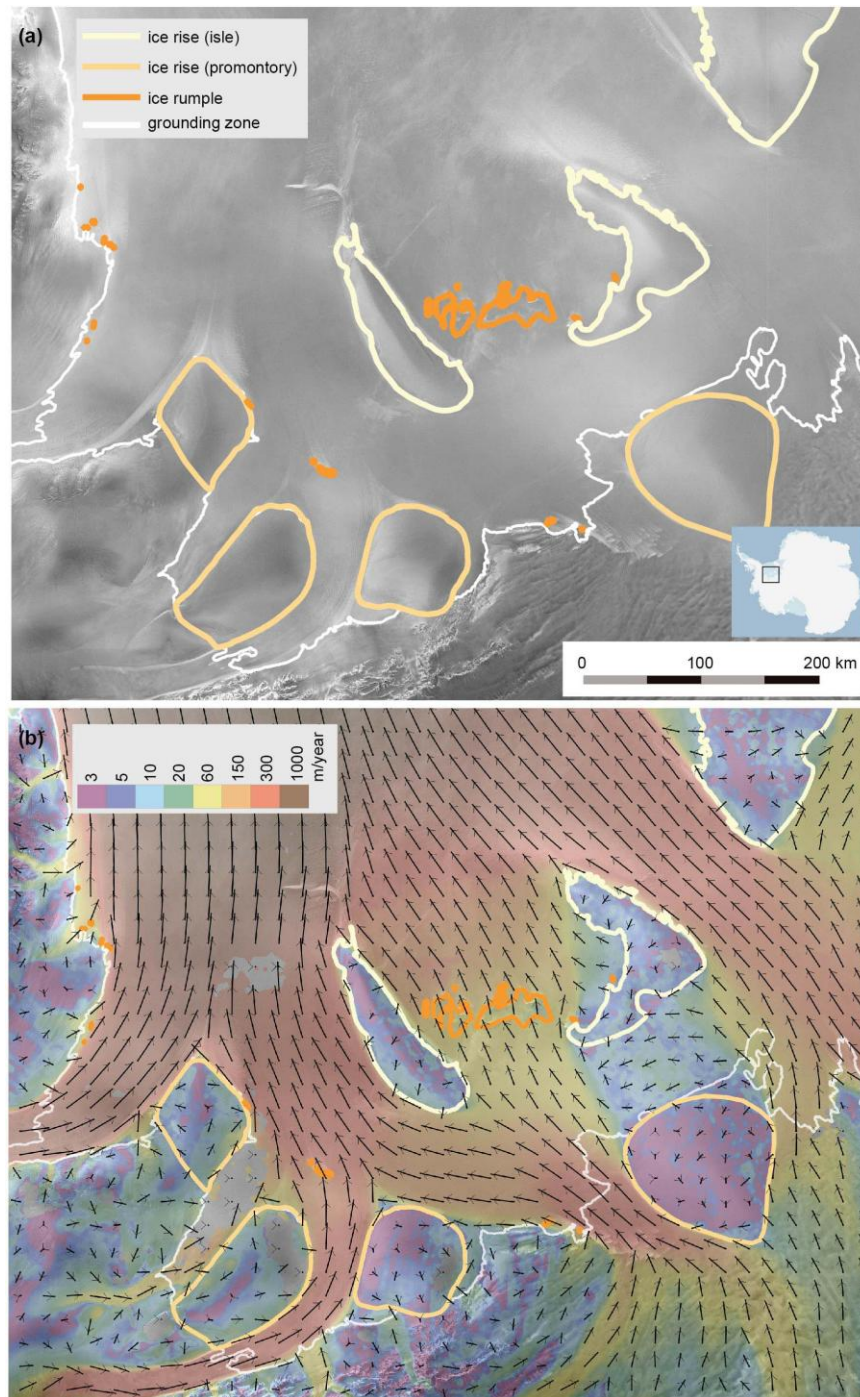 (a)
ice rise (isle)
ice rise (promontory)
ice rumple
grounding zone
0 100 200 km
(b)
3 5 10 20 60 150 300 1000 m/year